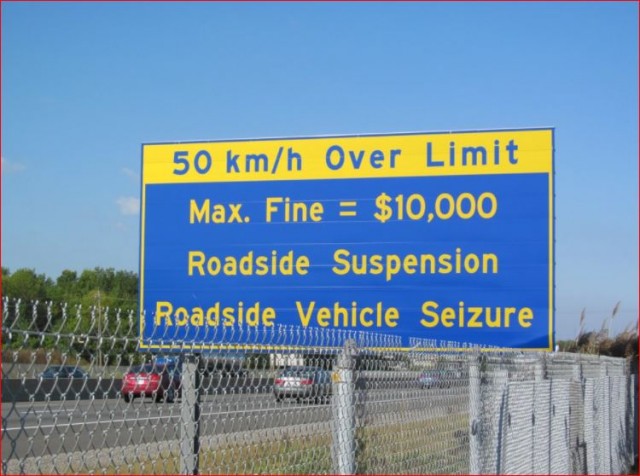 50 km/h Over Limit
Max. Fine = $10,000
Roadside Suspension
Roadside Vehicle Seizure